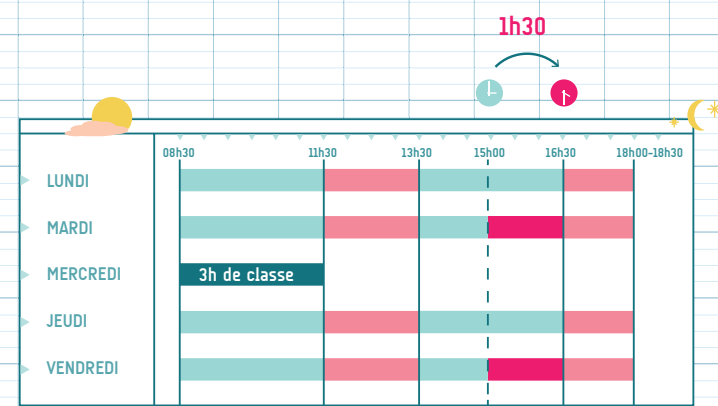 1h30
08h30 11h30 13h30 15h00 16h30 18h00-18h30
LUNDI
MARDI
MERCREDI 3h de classe
JEUDI
VENDREDI